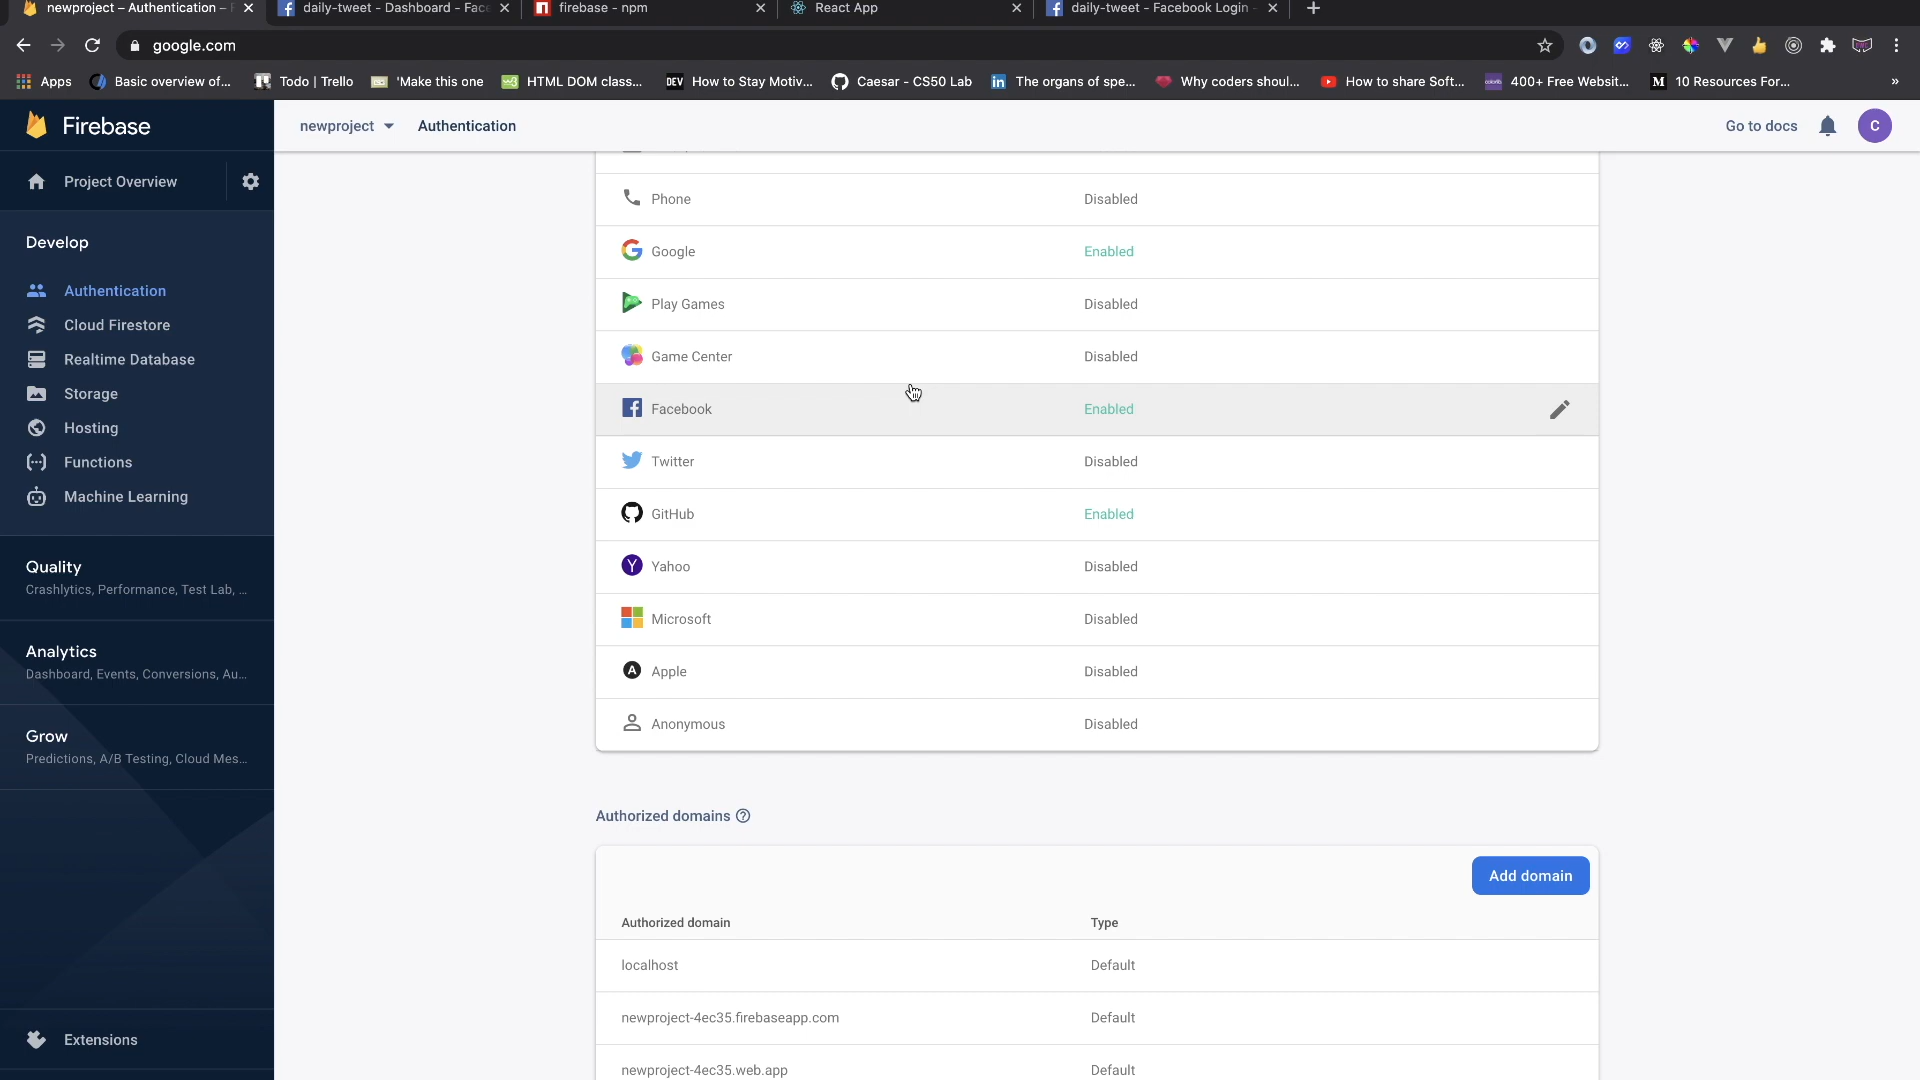 newproject – Authentication –
daily-tweet - Dashboard - Face
firebase - npm
React App
daily-tweet - Facebook Login -
google.com
Apps
Basic overview of...
Todo | Trello
'Make this one
HTML DOM class...
DEV How to Stay Motiv...
Caesar - CS50 Lab
The organs of spe...
Why coders shoul...
How to share Soft...
400+ Free Websit...
10 Resources For...
»
Firebase
newproject
Authentication
Go to docs
C
Project Overview
Develop
Authentication
Cloud Firestore
Realtime Database
Storage
Hosting
Functions
Machine Learning
Quality
Crashlytics, Performance, Test Lab, ...
Analytics
Dashboard, Events, Conversions, Au...
Grow
Predictions, A/B Testing, Cloud Mes...
Extensions
Phone Disabled
Google Enabled
Play Games Disabled
Game Center Disabled
Facebook Enabled
Twitter Disabled
GitHub Enabled
Yahoo Disabled
Microsoft Disabled
Apple Disabled
Anonymous Disabled
Authorized domains
Add domain
Authorized domain Type
localhost Default
newproject-4ec35.firebaseapp.com Default
newproject-4ec35.web.app Default